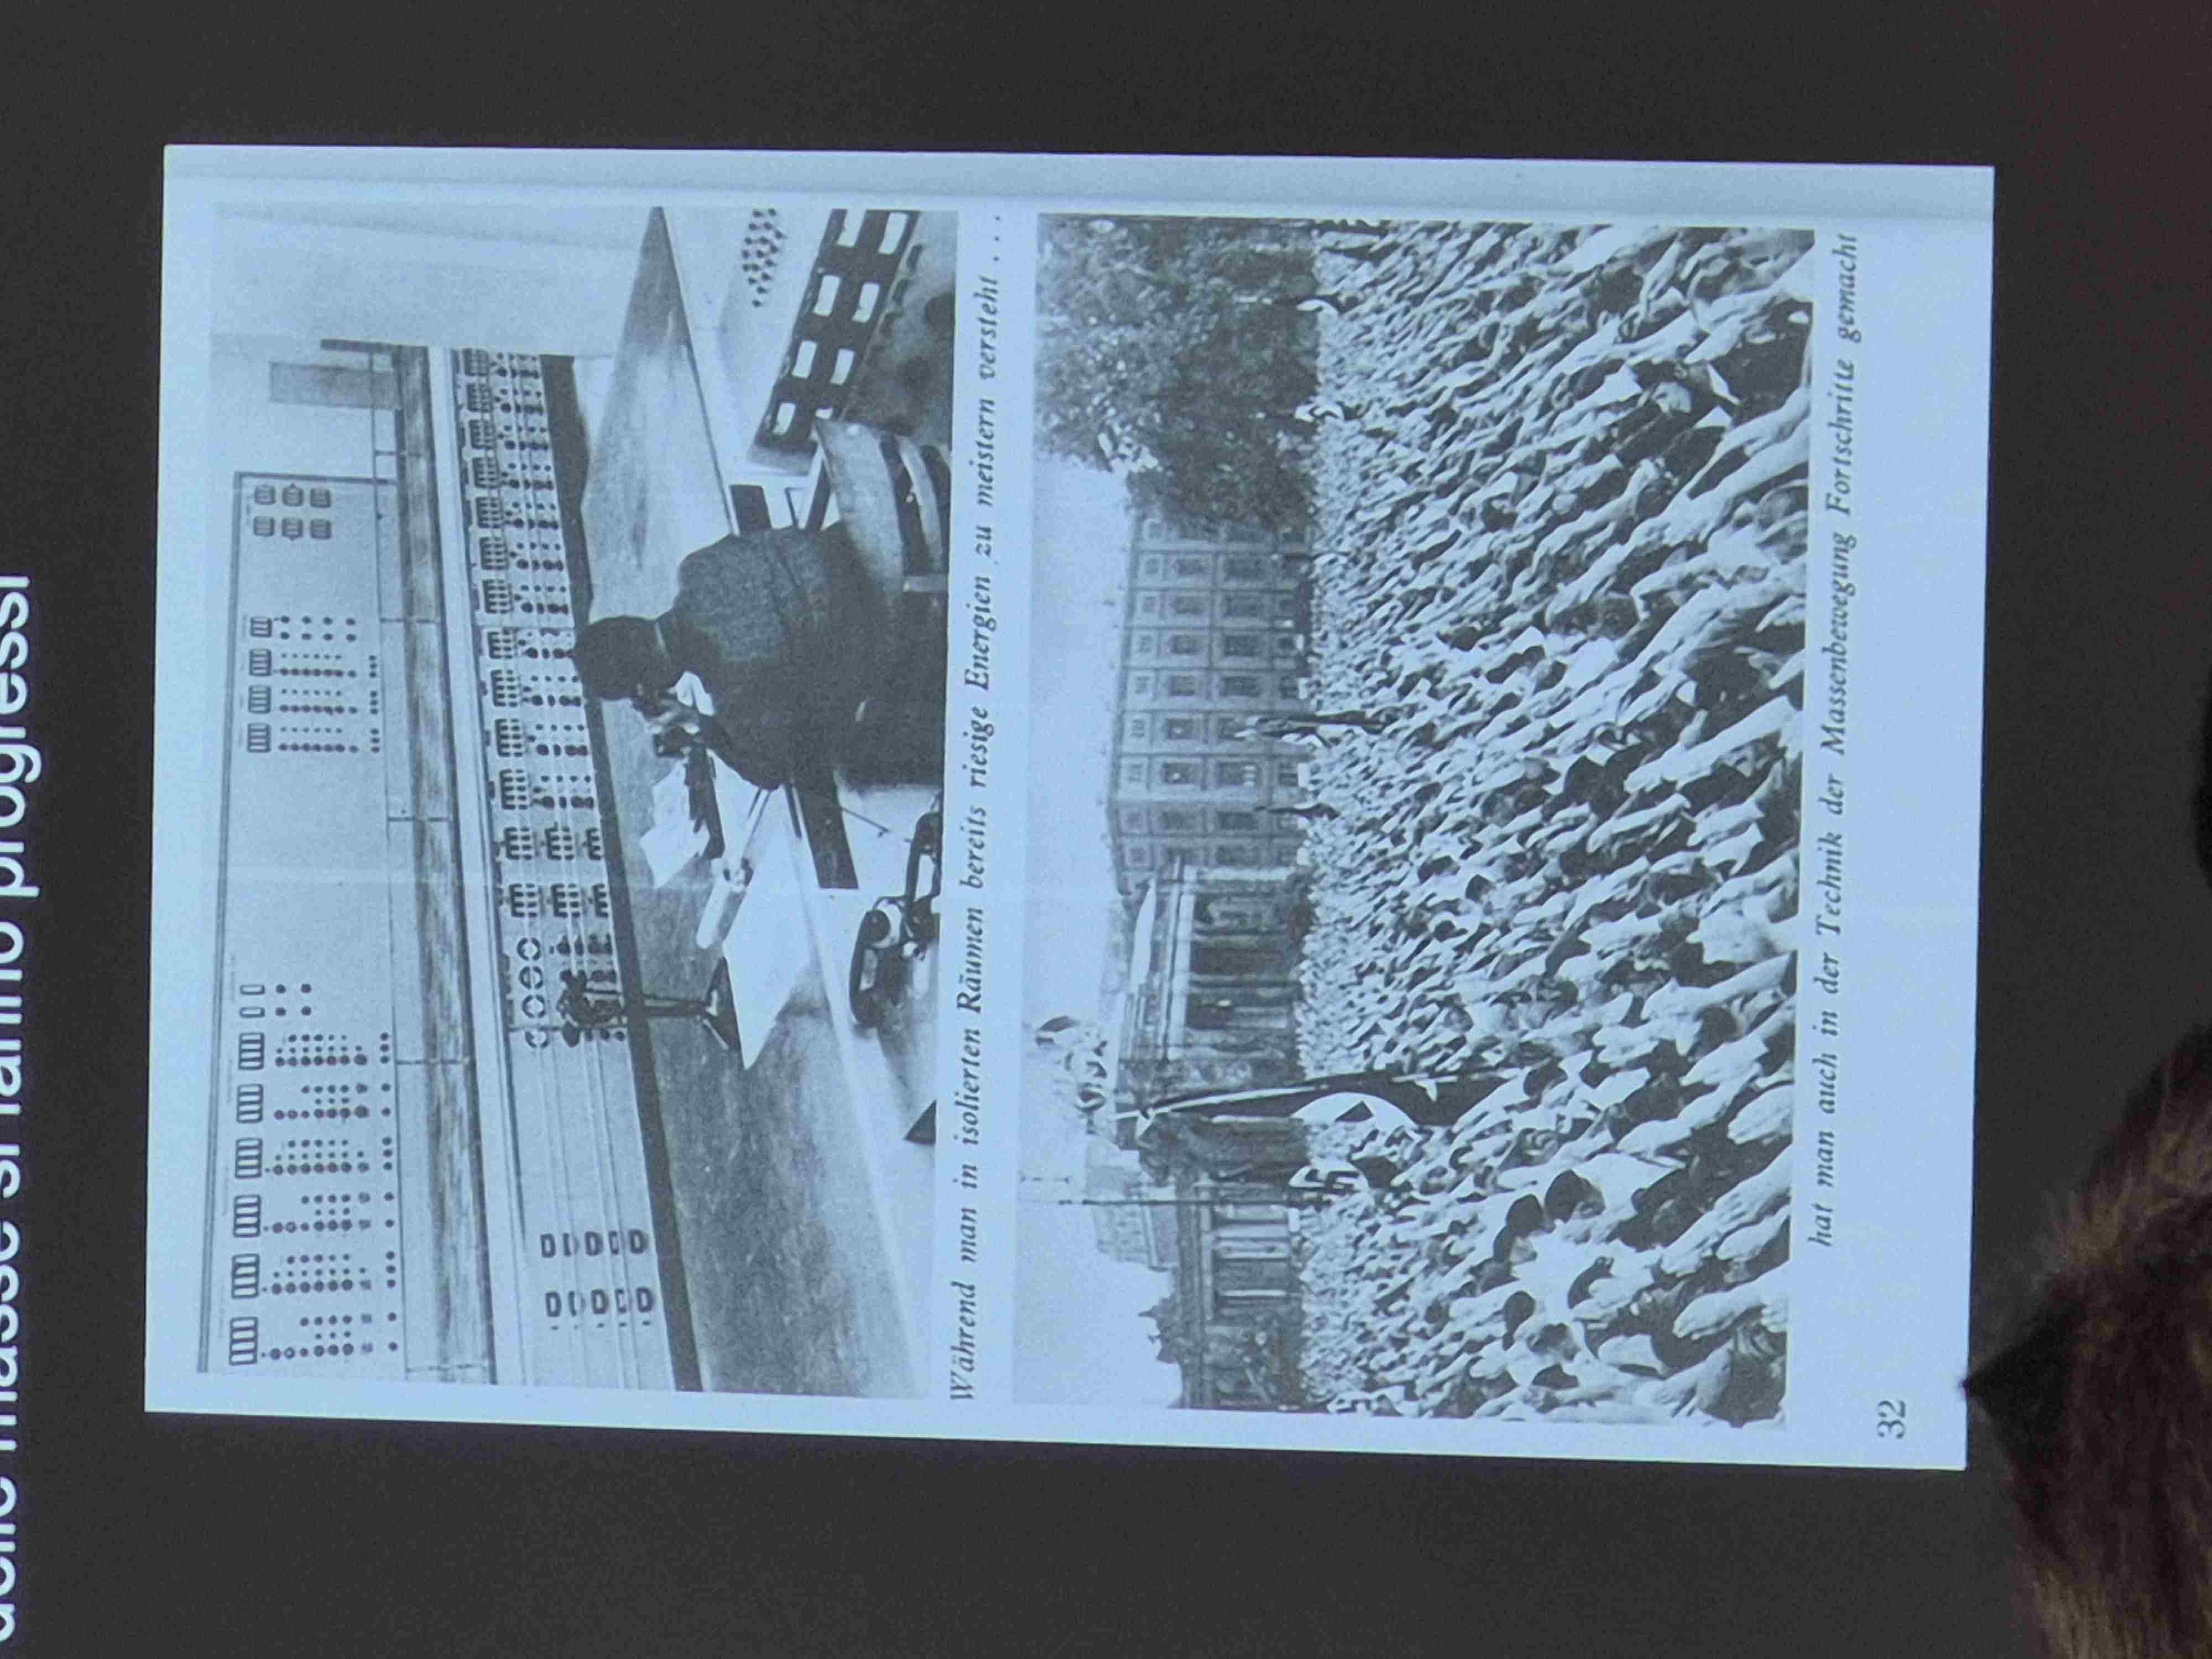 delle masse si fanno progressi
Während man in isolierten Räumen bereits riesige Energien zu meistern versteht . . .
hat man auch in der Technik der Massenbewegung Fortschritte gemacht
32